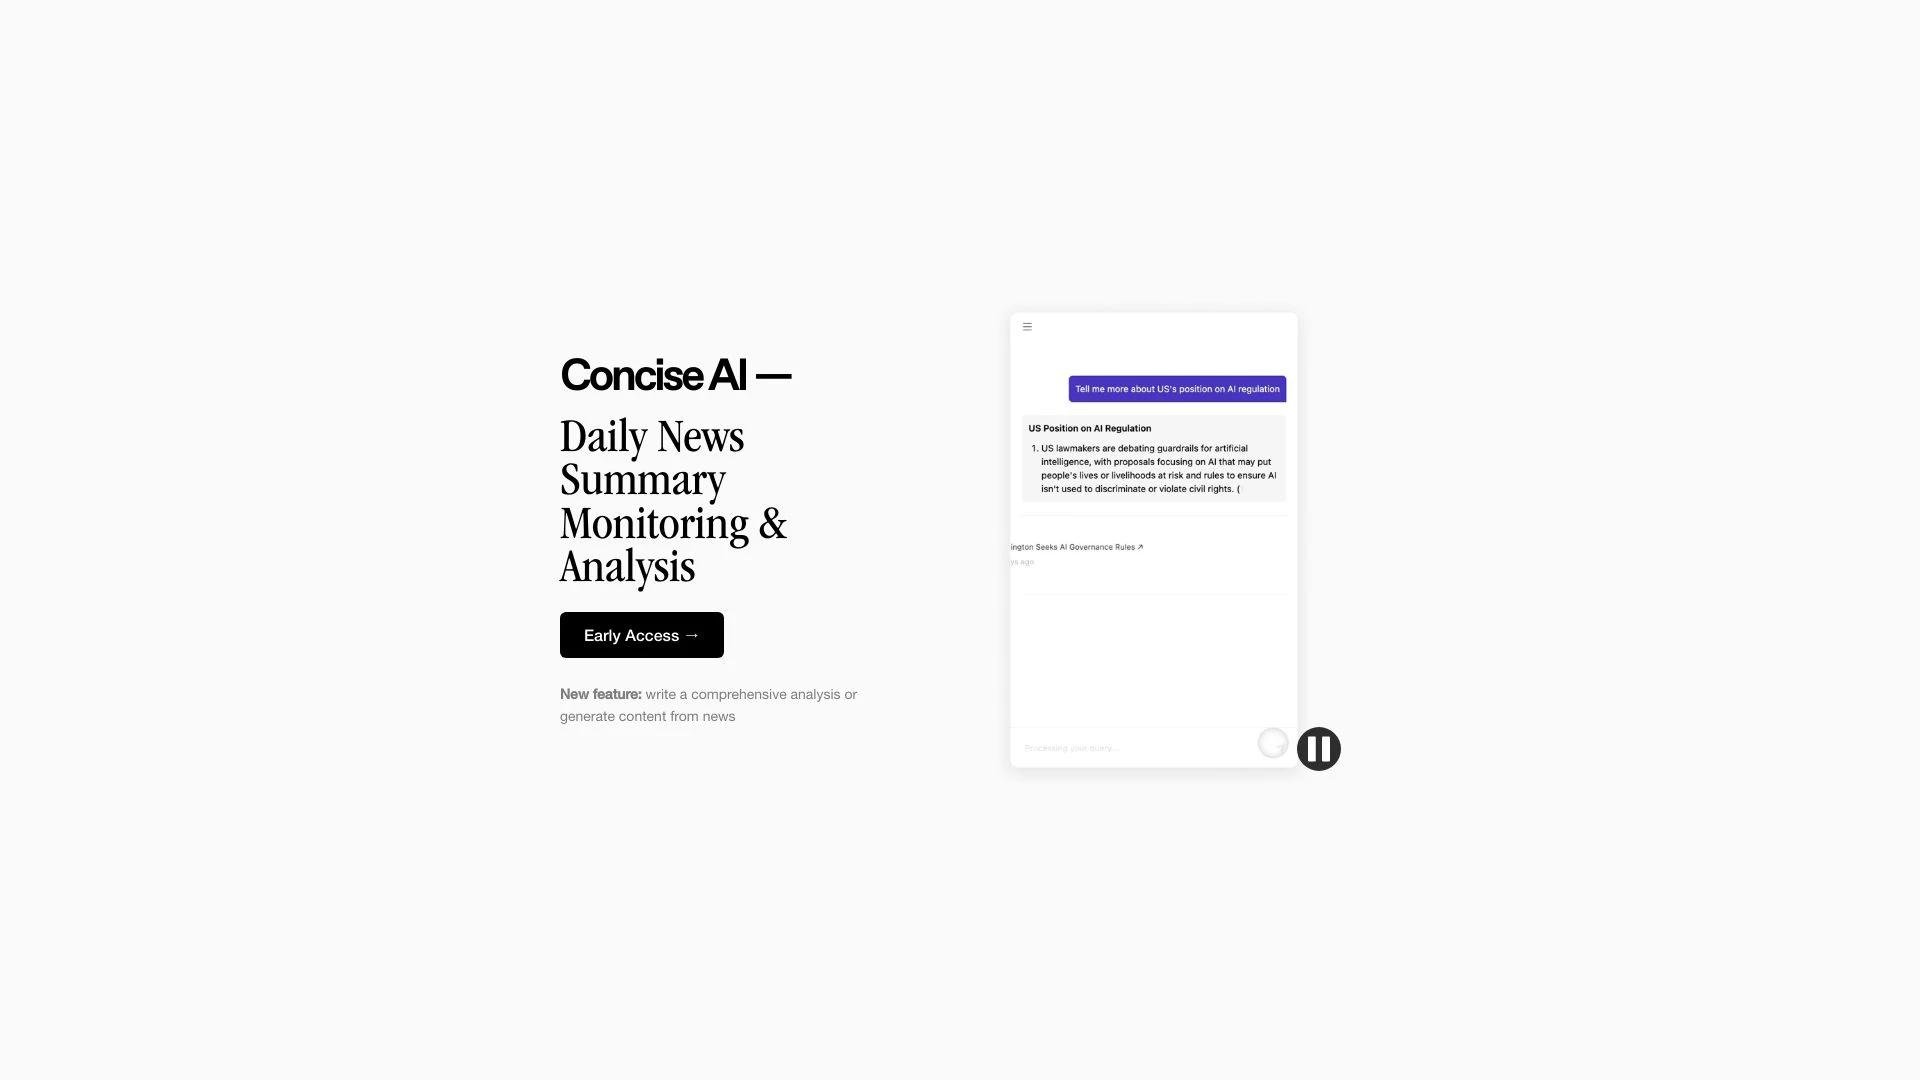 Concise AI —
Daily News
Summary
Monitoring &
Analysis
Early Access →
New feature: write a comprehensive analysis or
generate content from news
Tell me more about US's position on AI regulation
US Position on AI Regulation
1. US lawmakers are debating guardrails for artificial
intelligence, with proposals focusing on AI that may put
people's lives or livelihoods at risk and rules to ensure AI
isn't used to discriminate or violate civil rights. (
ington Seeks AI Governance Rules ↗
ys ago
Processing your query...